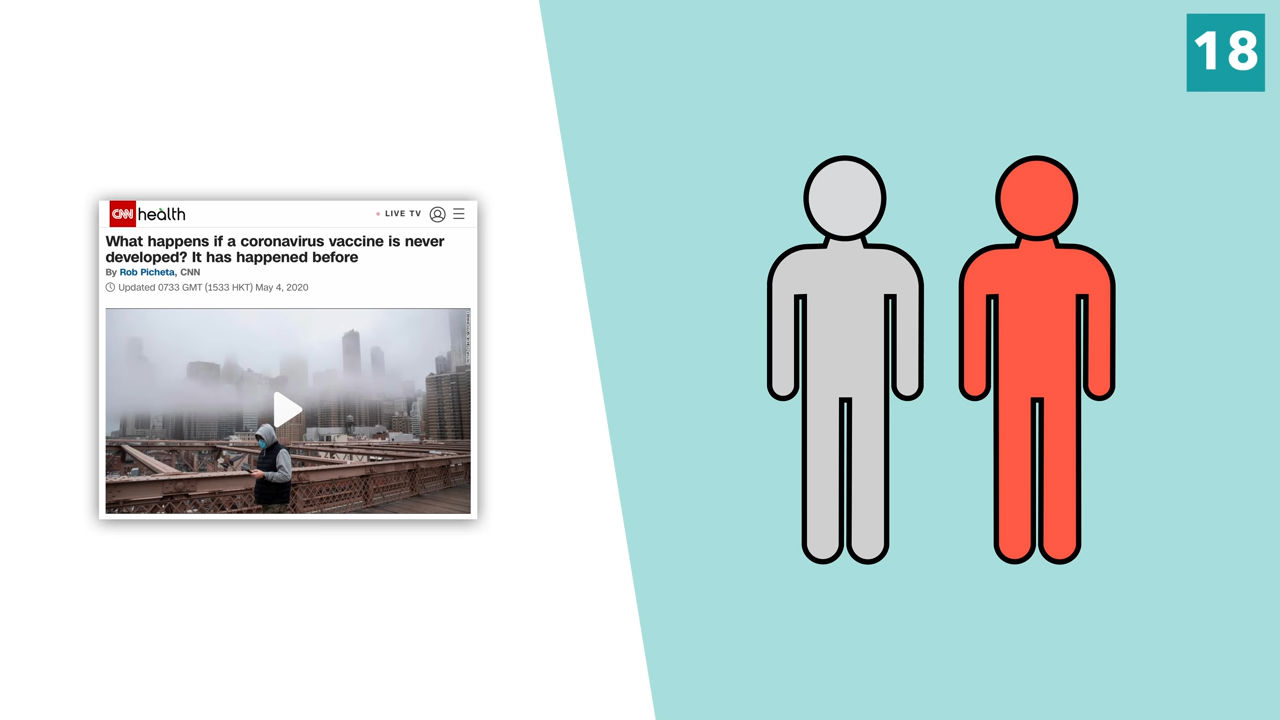 18
CNN health
LIVE TV
What happens if a coronavirus vaccine is never
developed? It has happened before
By Rob Picheta, CNN
Updated 0733 GMT (1533 HKT) May 4, 2020